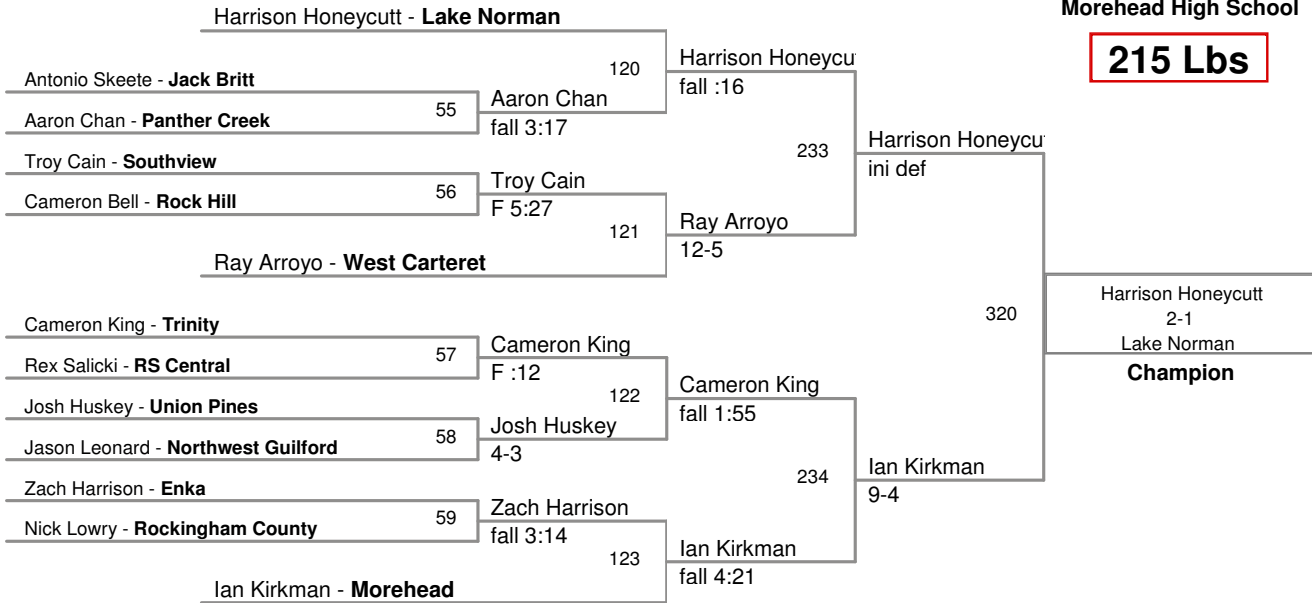 Morehead High School
215 Lbs
Harrison Honeycutt - Lake Norman
120
Harrison Honeycu
fall :16
Antonio Skeete - Jack Britt
55
Aaron Chan
fall 3:17
Aaron Chan - Panther Creek
233
Harrison Honeycu
ini def
Troy Cain - Southview
56
Troy Cain
F 5:27
Cameron Bell - Rock Hill
121
Ray Arroyo
12-5
Ray Arroyo - West Carteret
320
Harrison Honeycutt
2-1
Lake Norman
Champion
Cameron King - Trinity
57
Cameron King
F :12
Rex Salicki - RS Central
122
Cameron King
fall 1:55
Josh Huskey - Union Pines
58
Josh Huskey
4-3
Jason Leonard - Northwest Guilford
234
Ian Kirkman
9-4
Zach Harrison - Enka
59
Zach Harrison
fall 3:14
Nick Lowry - Rockingham County
123
Ian Kirkman
fall 4:21
Ian Kirkman - Morehead